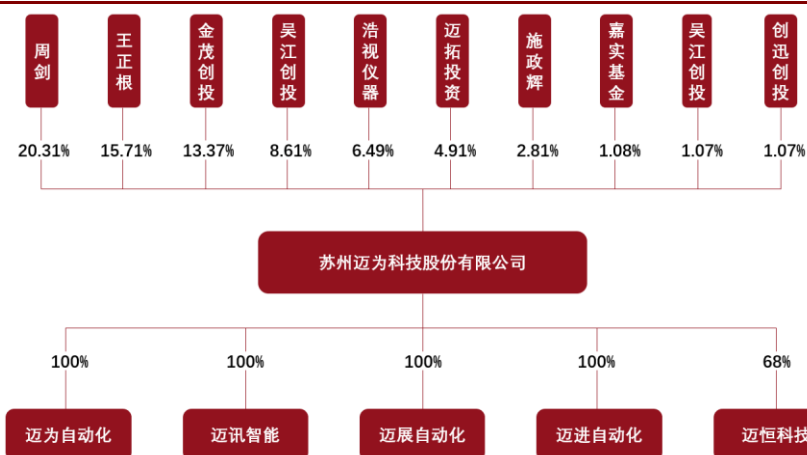 周剑
王正根
金茂创投
吴江创投
浩视仪器
迈拓投资
施政辉
嘉实基金
吴江创投
创迅创投
20.31%
15.71%
13.37%
8.61%
6.49%
4.91%
2.81%
1.08%
1.07%
1.07%
苏州迈为科技股份有限公司
100%
100%
100%
100%
68%
迈为自动化
迈讯智能
迈展自动化
迈进自动化
迈恒科技